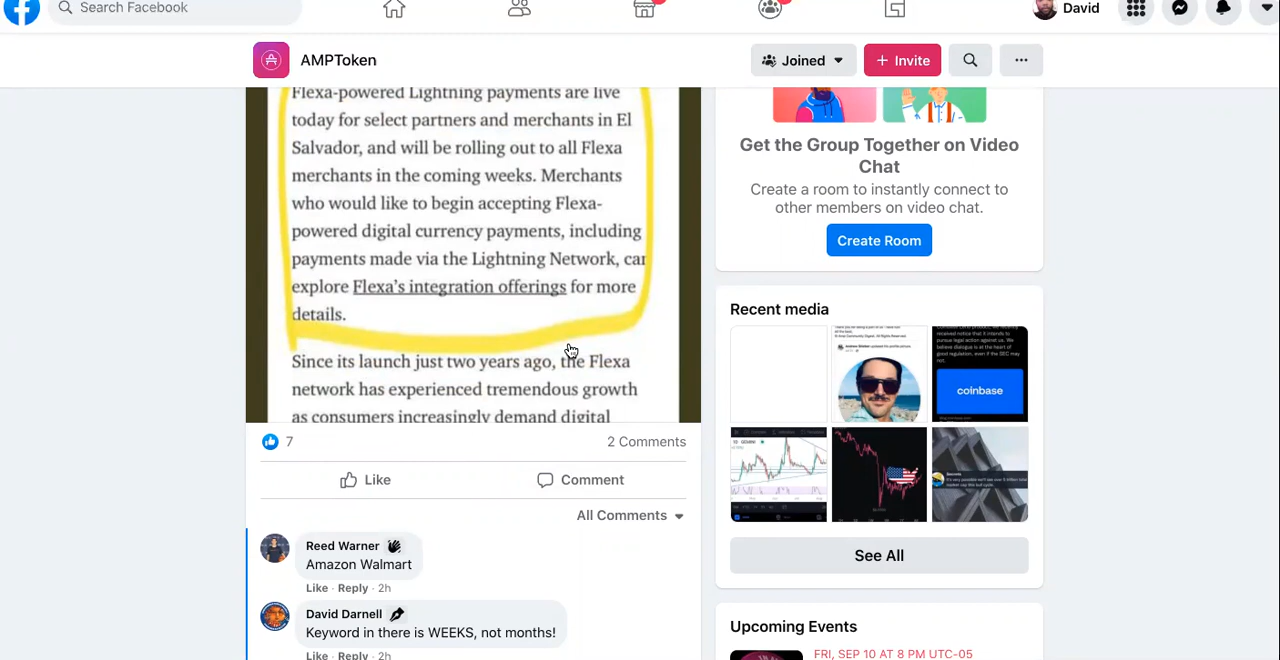 Search Facebook
David
AMPToken
Joined
+ Invite
Flexa-powered Lightning payments are live
today for select partners and merchants in El
Salvador, and will be rolling out to all Flexa
merchants in the coming weeks. Merchants
who would like to begin accepting Flexa-
powered digital currency payments, including
payments made via the Lightning Network, can
explore Flexa's integration offerings for more
details.
Since its launch just two years ago, the Flexa
network has experienced tremendous growth
as consumers increasingly demand digital
7
2 Comments
Like
Comment
All Comments
Reed Warner
Amazon Walmart
Like · Reply · 2h
David Darnell
Keyword in there is WEEKS, not months!
Like · Reply · 2h
Get the Group Together on Video
Chat
Create a room to instantly connect to
other members on video chat.
Create Room
Recent media
coinbase
See All
Upcoming Events
FRI, SEP 10 AT 8 PM UTC-05